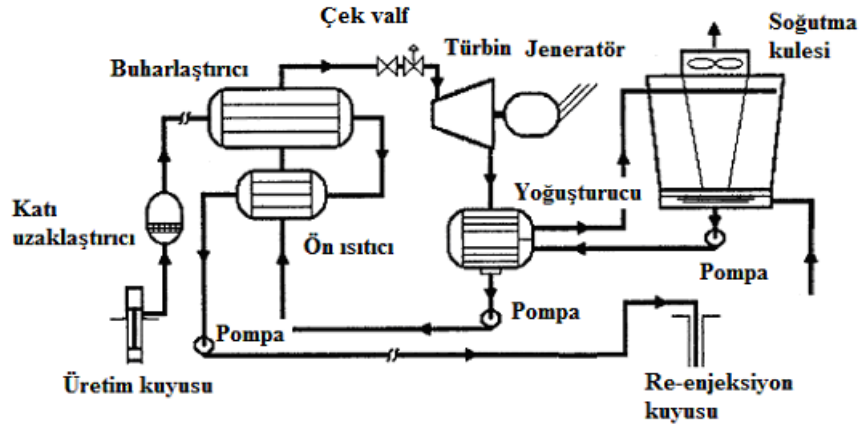 Çek valf
Soğutma
kulesi
Türbin Jeneratör
Buharlaştırıcı
Yoğuşturucu
Katı
uzaklaştırıcı
Ön ısıtıcı
Pompa
Pompa
Pompa
Üretim kuyusu
Re-enjeksiyon
kuyusu